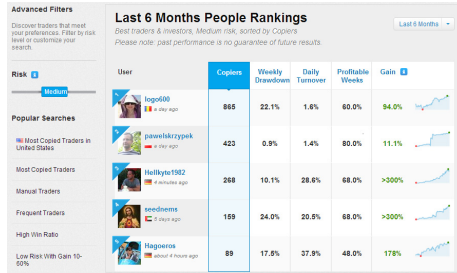 Advanced Filters
Discover traders that meet
your preferences. Filter by risk
level or customize your
search.
Risk
Medium
Popular Searches
Most Copied Traders in
United States
Most Copied Traders
Manual Traders
Frequent Traders
High Win Ratio
Low Risk With Gain 10-
60%
Last 6 Months People Rankings
Last 6 Months
Best traders & investors, Medium risk, sorted by Copiers
Please note: past performance is no guarantee of future results
User Copiers Weekly Drawdown Daily Turnover Profitable Weeks Gain
logo600 865 22.1% 1.6% 60.0% 94.0%
a day ago
pawelskrzypek 423 0.9% 1.4% 80.0% 11.1%
a day ago
Hellkyte1982 268 10.1% 28.6% 68.0% >300%
4 minutes ago
seednems 159 24.0% 20.5% 68.0% >300%
5 days ago
Hagoeros 89 17.5% 37.9% 48.0% 178%
about 4 hours ago